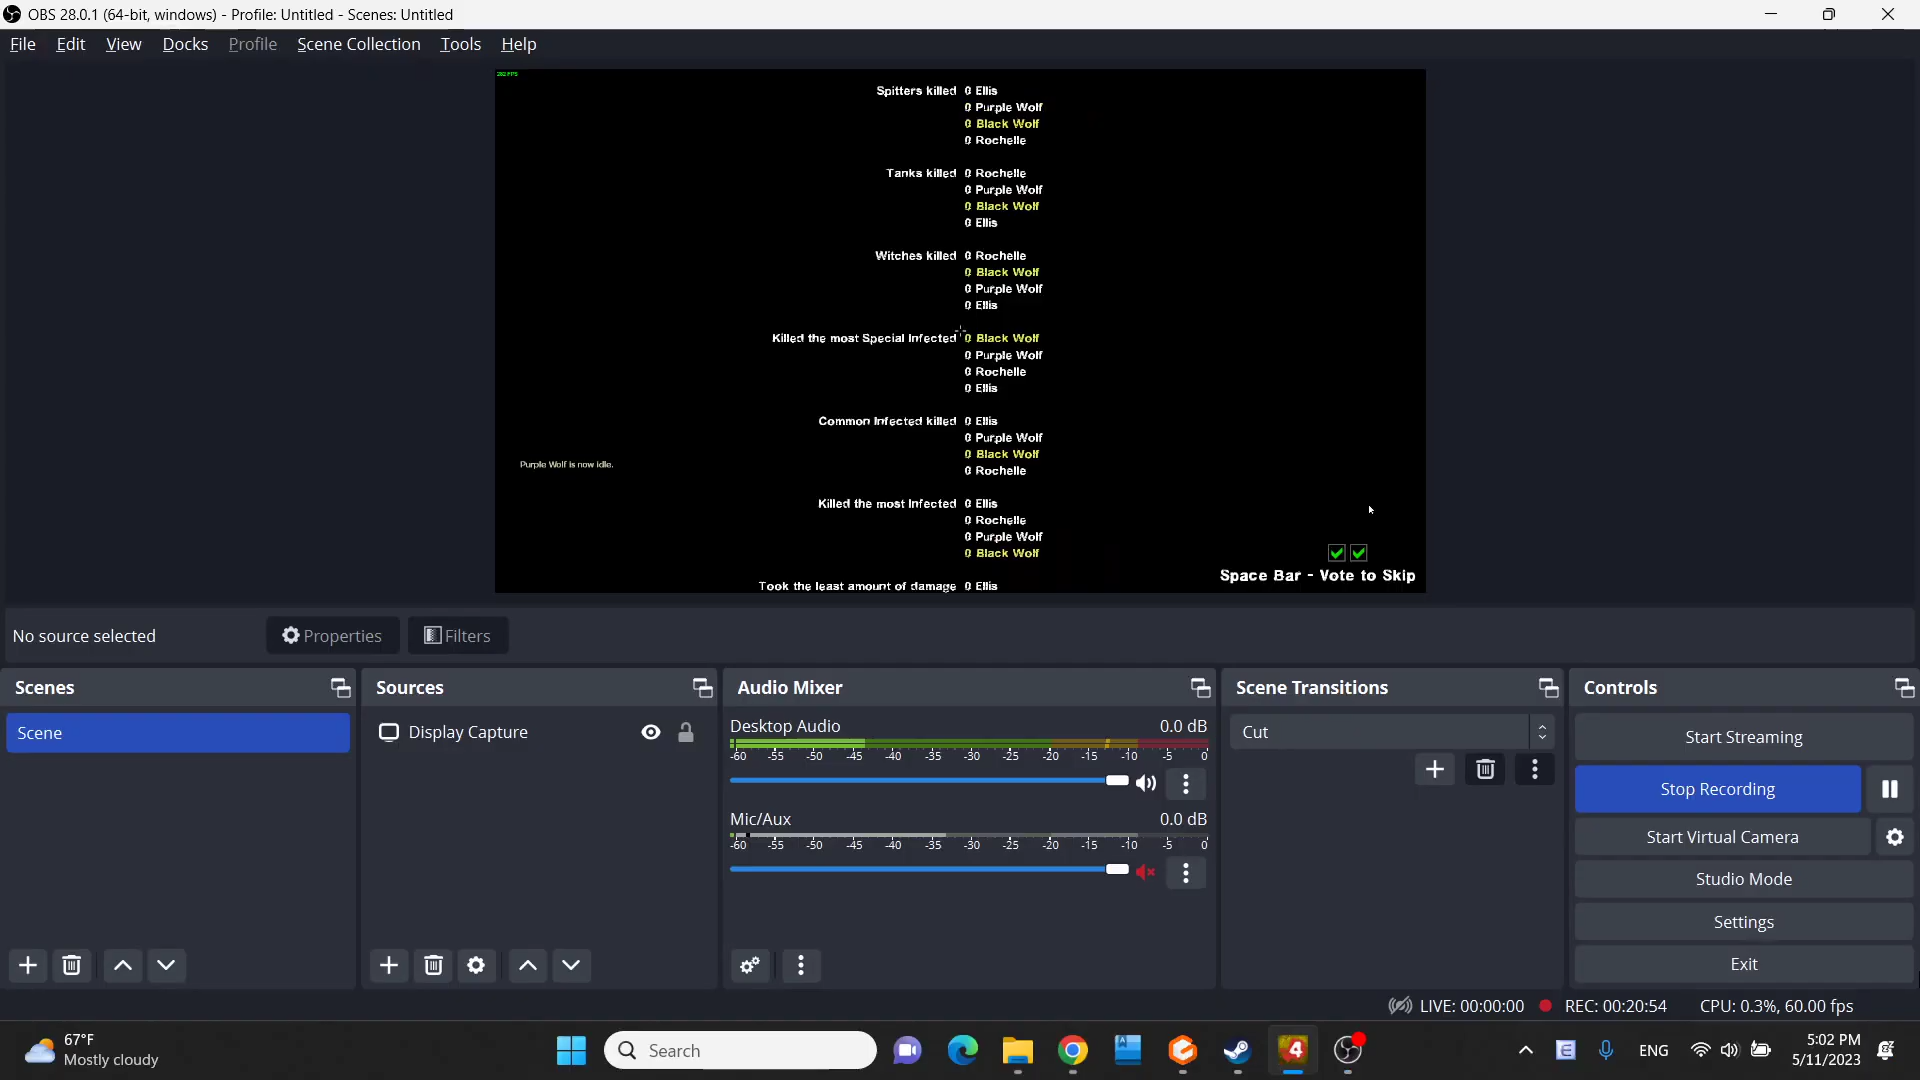 OBS 28.0.1 (64-bit, windows) - Profile: Untitled - Scenes: Untitled
File Edit View Docks Profile Scene Collection Tools Help
282 FPS
Spitters killed 0 Ellis
0 Purple Wolf
0 Black Wolf
0 Rochelle
Tanks killed 0 Rochelle
0 Purple Wolf
0 Black Wolf
0 Ellis
Witches killed 0 Rochelle
0 Black Wolf
0 Purple Wolf
0 Ellis
Killed the most Special Infected 0 Black Wolf
0 Purple Wolf
0 Rochelle
0 Ellis
Common Infected killed 0 Ellis
0 Purple Wolf
0 Black Wolf
0 Rochelle
Purple Wolf is now idle.
Killed the most Infected 0 Ellis
0 Rochelle
0 Purple Wolf
0 Black Wolf
Took the least amount of damage 0 Ellis
Space Bar - Vote to Skip
No source selected Properties Filters
Scenes
Scene
Sources
Display Capture
Audio Mixer
Desktop Audio 0.0 dB
-60 -55 -50 -45 -40 -35 -30 -25 -20 -15 -10 -5 0
Mic/Aux 0.0 dB
-60 -55 -50 -45 -40 -35 -30 -25 -20 -15 -10 -5 0
Scene Transitions
Cut
Controls
Start Streaming
Stop Recording
Start Virtual Camera
Studio Mode
Settings
Exit
LIVE: 00:00:00 REC: 00:20:54 CPU: 0.3%, 60.00 fps
67°F
Mostly cloudy
Search
4
ENG
5:02 PM
5/11/2023